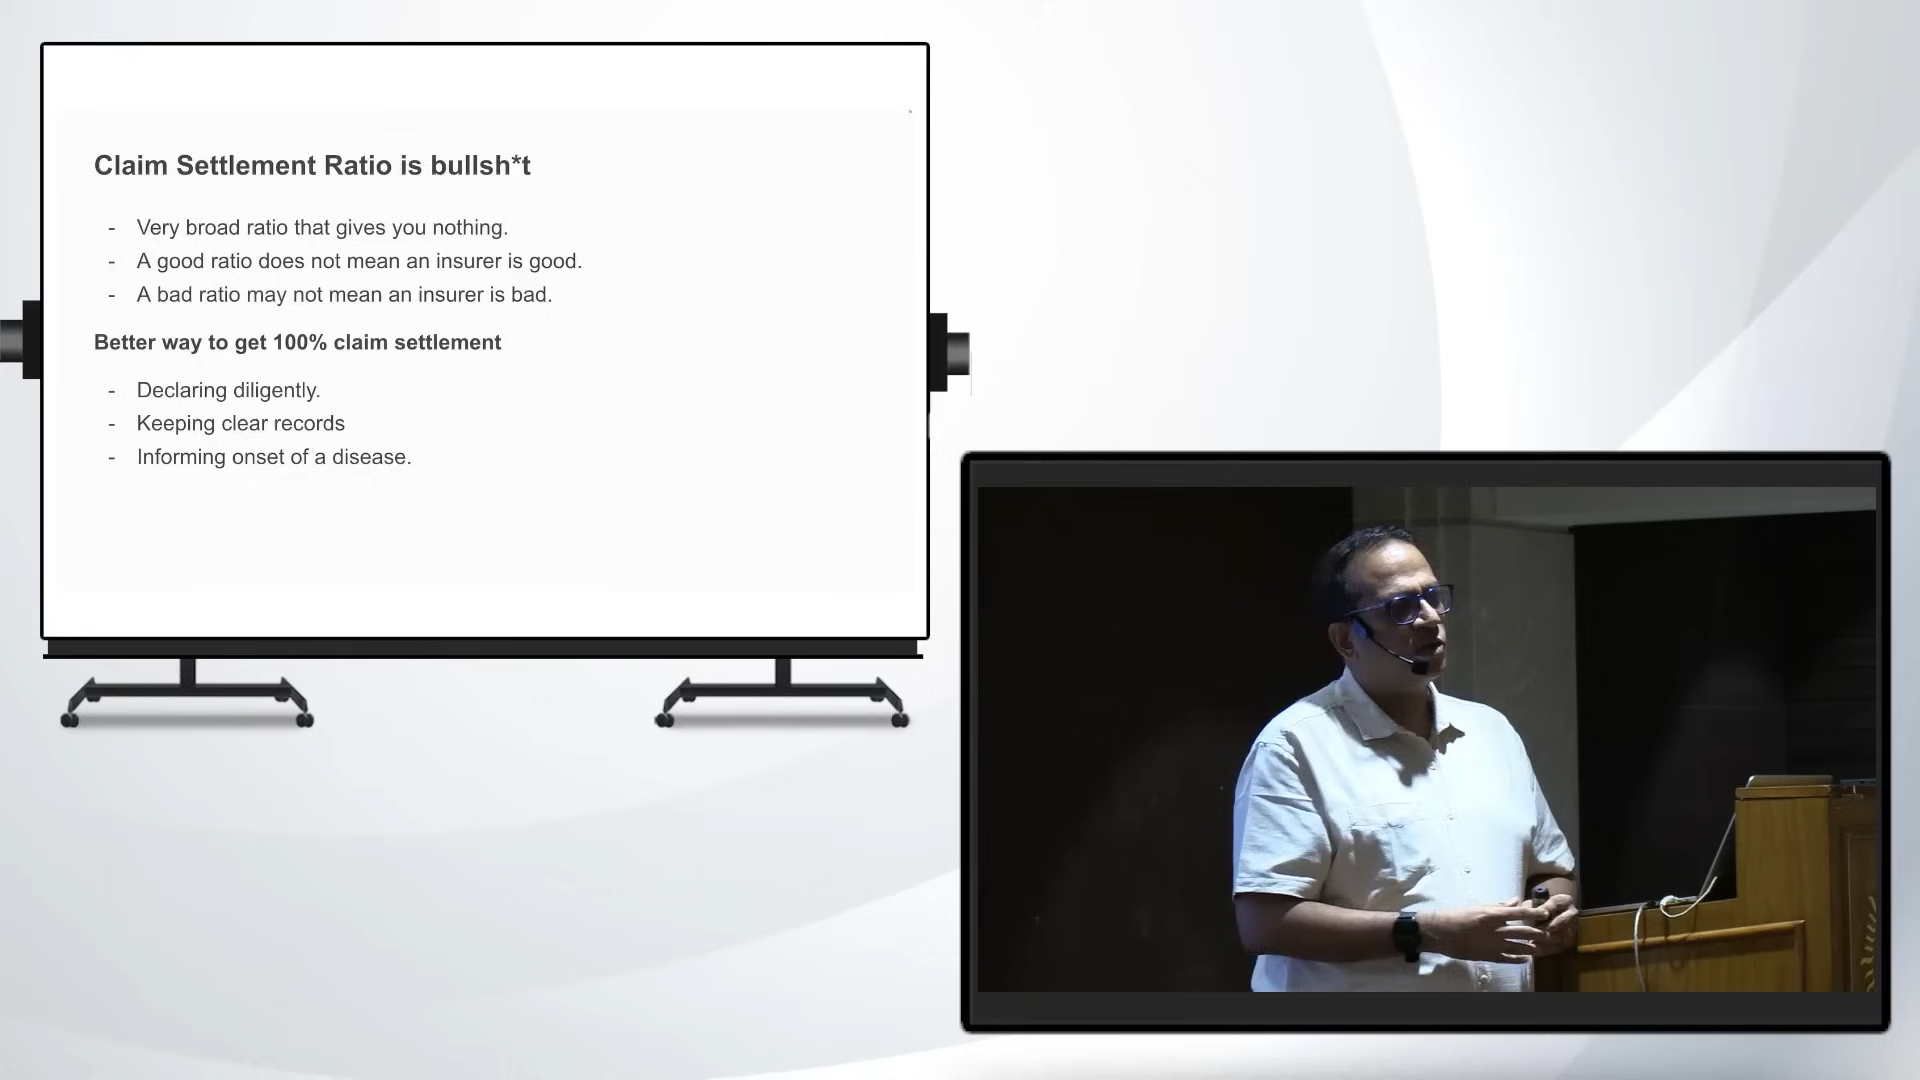 Claim Settlement Ratio is bullsh*t
- Very broad ratio that gives you nothing.
- A good ratio does not mean an insurer is good.
- A bad ratio may not mean an insurer is bad.
Better way to get 100% claim settlement
- Declaring diligently.
- Keeping clear records
- Informing onset of a disease.